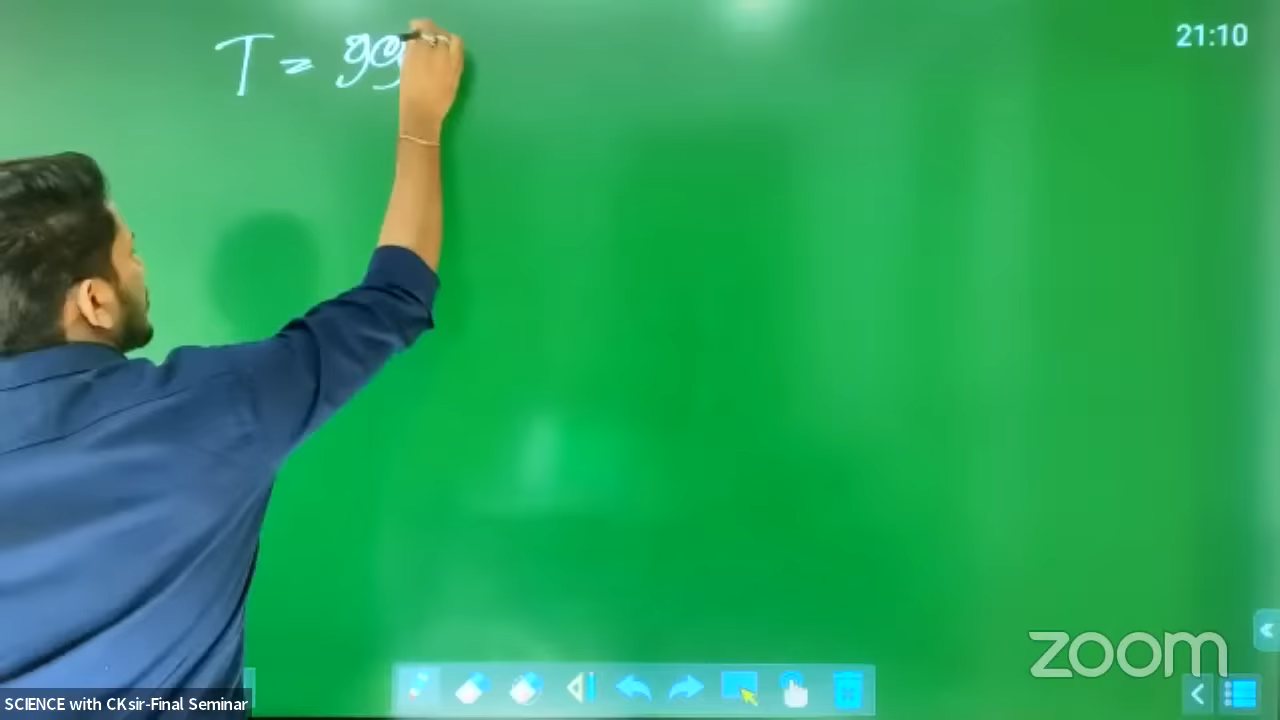 T = 99
21:10
zoom
SCIENCE with CKsir-Final Seminar